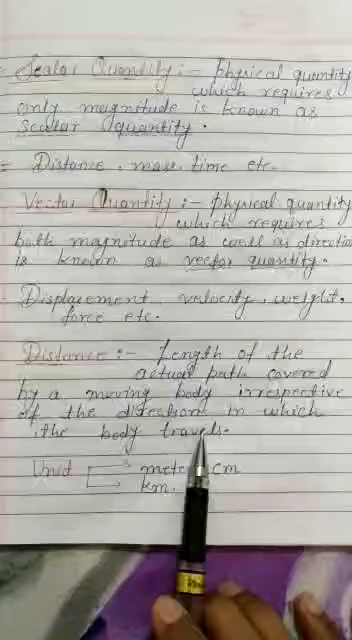 Scalar Quantity :- physical quantity
which requires
only magnitude is known as
scalar quantity.
Distance, mass, time etc.
Vector Quantity :- physical quantity
which requires
both magnitude as well as direction
is known as vector quantity.
Displacement, velocity, weight,
force etc.
Distance :- Length of the
actual path covered
by a moving body irrespective
of the direction in which
the body travels.
Unit meter cm
km.